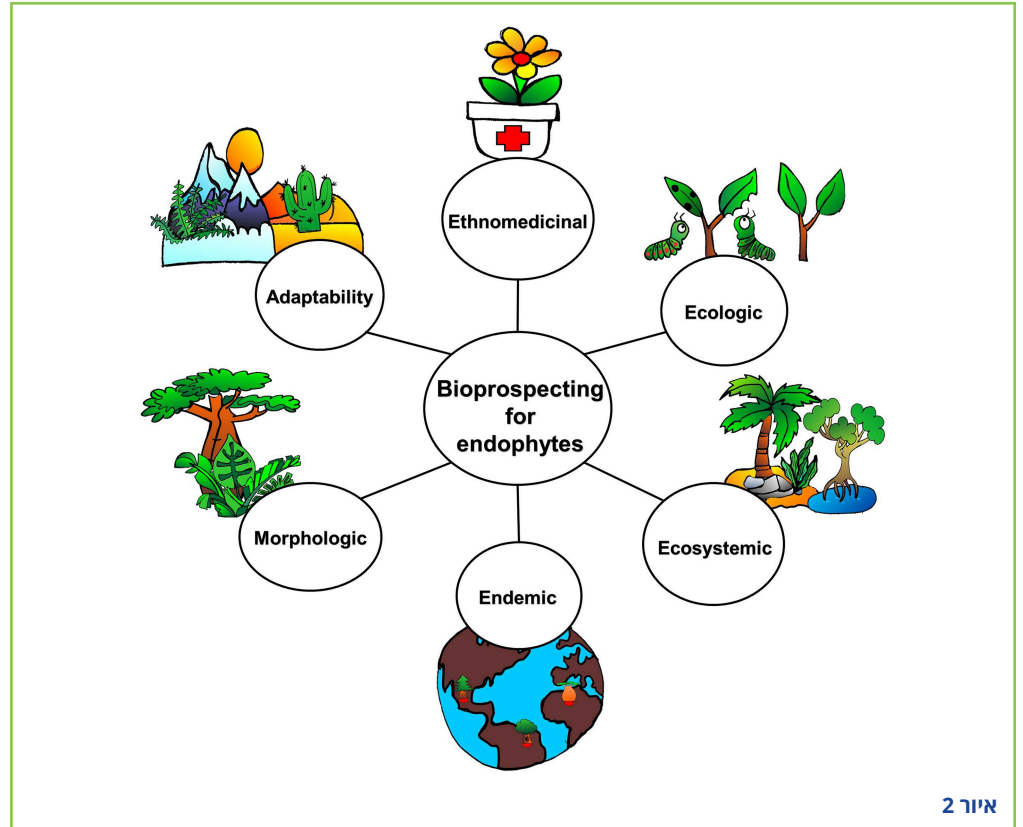 Ethnomedicinal
Adaptability
Ecologic
Bioprospecting
for
endophytes
Morphologic
Ecosystemic
Endemic
איור 2